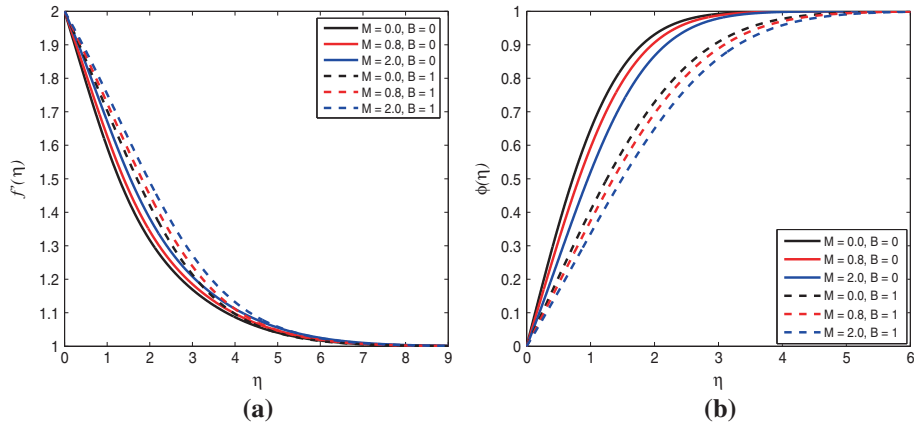 2
1.9
1.8
1.7
1.6
1.5
1.4
1.3
1.2
1.1
1
f'(η)
0 1 2 3 4 5 6 7 8 9
η
M = 0.0, B = 0
M = 0.8, B = 0
M = 2.0, B = 0
M = 0.0, B = 1
M = 0.8, B = 1
M = 2.0, B = 1
(a)
1
0.9
0.8
0.7
0.6
0.5
0.4
0.3
0.2
0.1
0
ϕ(η)
0 1 2 3 4 5 6
η
M = 0.0, B = 0
M = 0.8, B = 0
M = 2.0, B = 0
M = 0.0, B = 1
M = 0.8, B = 1
M = 2.0, B = 1
(b)